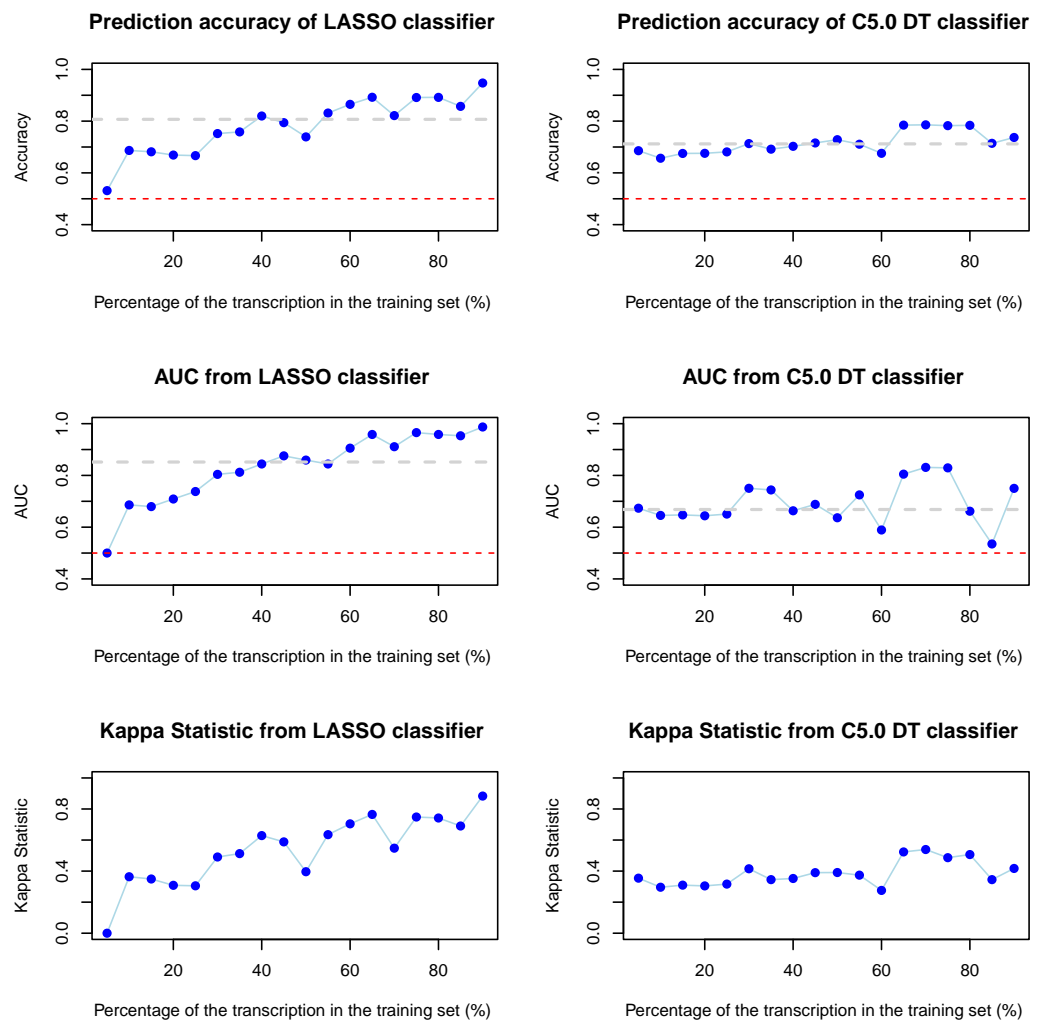 Prediction accuracy of LASSO classifier
Accuracy
1.0
0.8
0.6
0.4
20 40 60 80
Percentage of the transcription in the training set (%)
Prediction accuracy of C5.0 DT classifier
Accuracy
1.0
0.8
0.6
0.4
20 40 60 80
Percentage of the transcription in the training set (%)
AUC from LASSO classifier
AUC
1.0
0.8
0.6
0.4
20 40 60 80
Percentage of the transcription in the training set (%)
AUC from C5.0 DT classifier
AUC
1.0
0.8
0.6
0.4
20 40 60 80
Percentage of the transcription in the training set (%)
Kappa Statistic from LASSO classifier
Kappa Statistic
0.8
0.4
0.0
20 40 60 80
Percentage of the transcription in the training set (%)
Kappa Statistic from C5.0 DT classifier
Kappa Statistic
0.8
0.4
0.0
20 40 60 80
Percentage of the transcription in the training set (%)